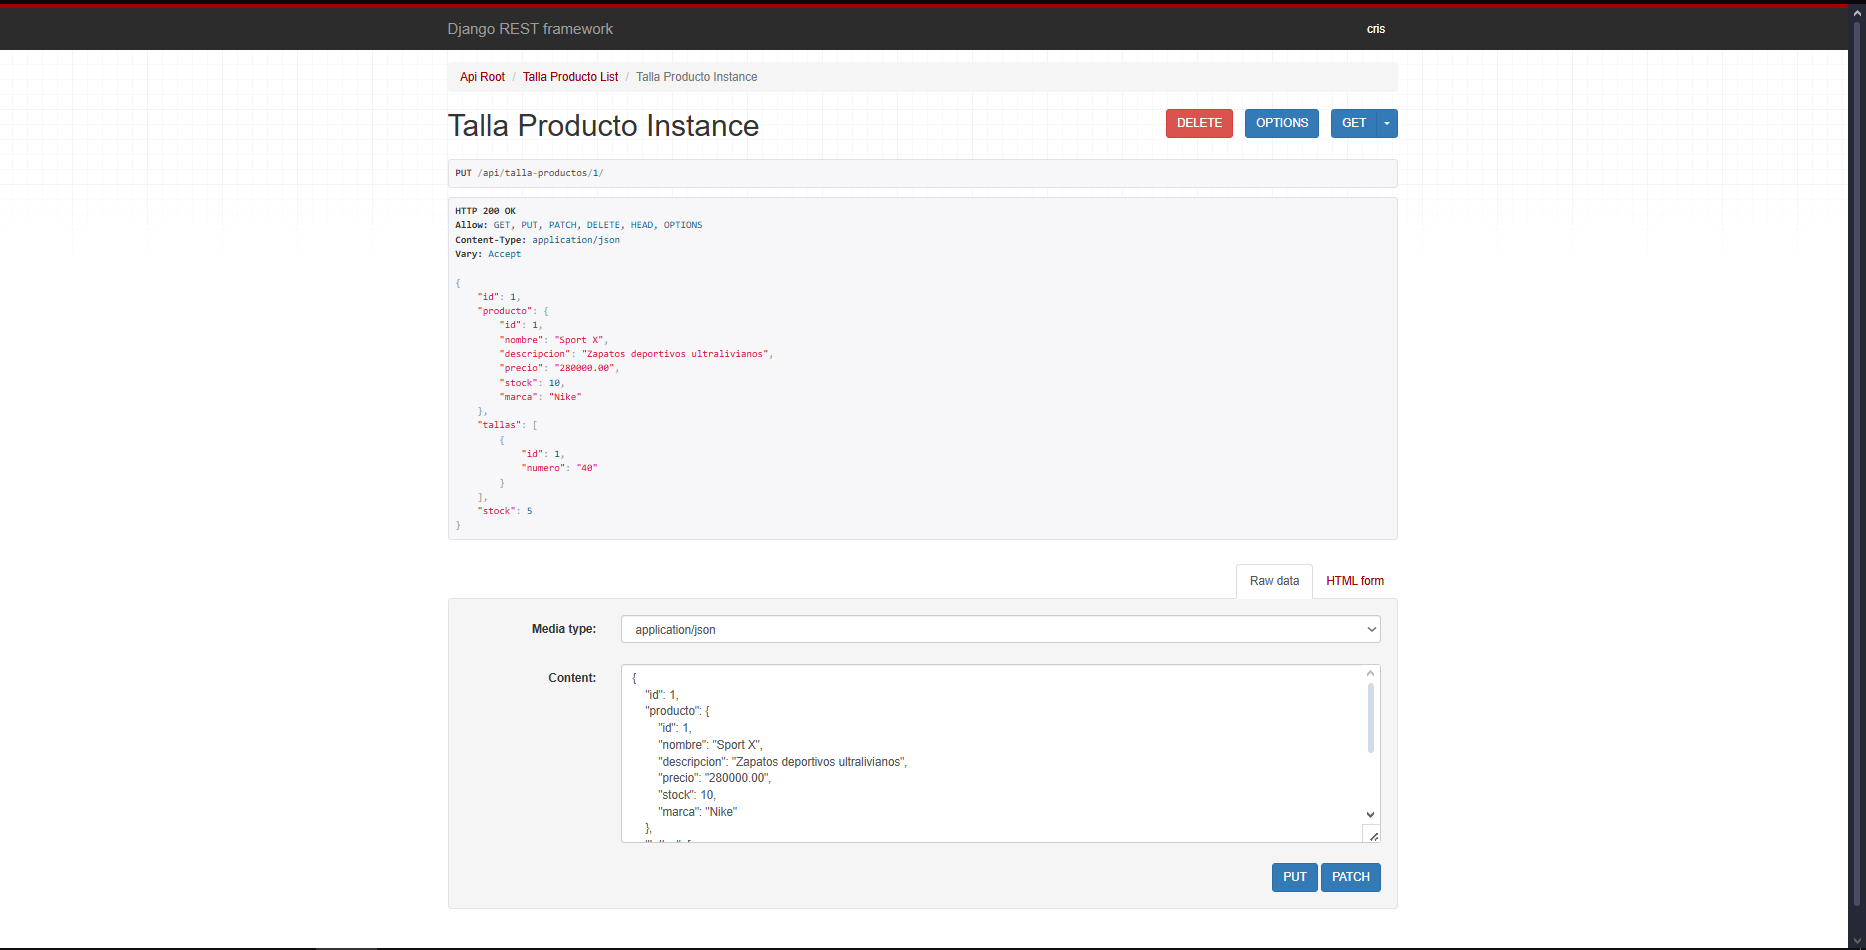 Django REST framework
cris
Api Root / Talla Producto List / Talla Producto Instance
Talla Producto Instance
DELETE
OPTIONS
GET
PUT /api/talla-productos/1/
HTTP 200 OK
Allow: GET, PUT, PATCH, DELETE, HEAD, OPTIONS
Content-Type: application/json
Vary: Accept
{
    "id": 1,
    "producto": {
        "id": 1,
        "nombre": "Sport X",
        "descripcion": "Zapatos deportivos ultralivianos",
        "precio": "280000.00",
        "stock": 10,
        "marca": "Nike"
    },
    "tallas": [
        {
            "id": 1,
            "numero": "40"
        }
    ],
    "stock": 5
}
Raw data
HTML form
Media type:
application/json
Content:
{
    "id": 1,
    "producto": {
        "id": 1,
        "nombre": "Sport X",
        "descripcion": "Zapatos deportivos ultralivianos",
        "precio": "280000.00",
        "stock": 10,
        "marca": "Nike"
    },
PUT
PATCH